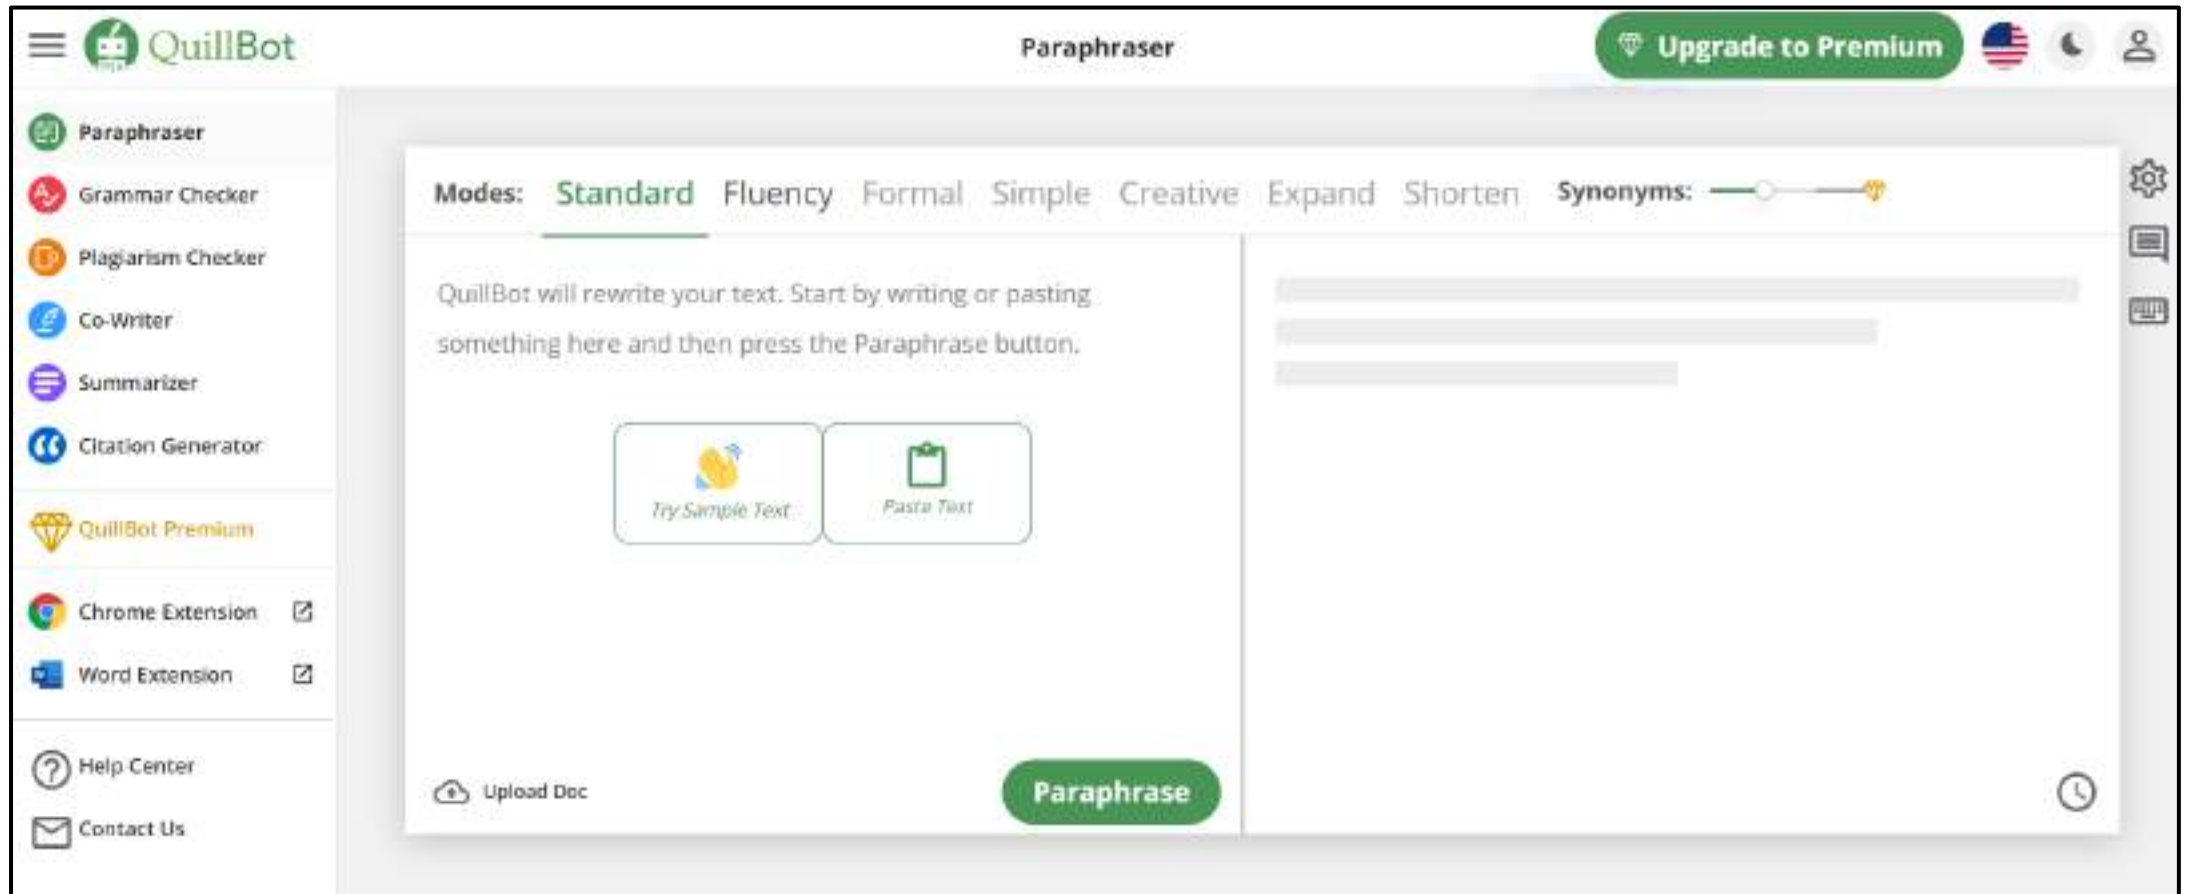 QuillBot
Paraphraser
Upgrade to Premium
Paraphraser
Grammar Checker
Plagiarism Checker
Co-Writer
Summarizer
Citation Generator
QuillBot Premium
Chrome Extension
Word Extension
Help Center
Contact Us
Modes: Standard Fluency Formal Simple Creative Expand Shorten Synonyms:
QuillBot will rewrite your text. Start by writing or pasting
something here and then press the Paraphrase button.
Try Sample Text
Paste Text
Upload Doc
Paraphrase